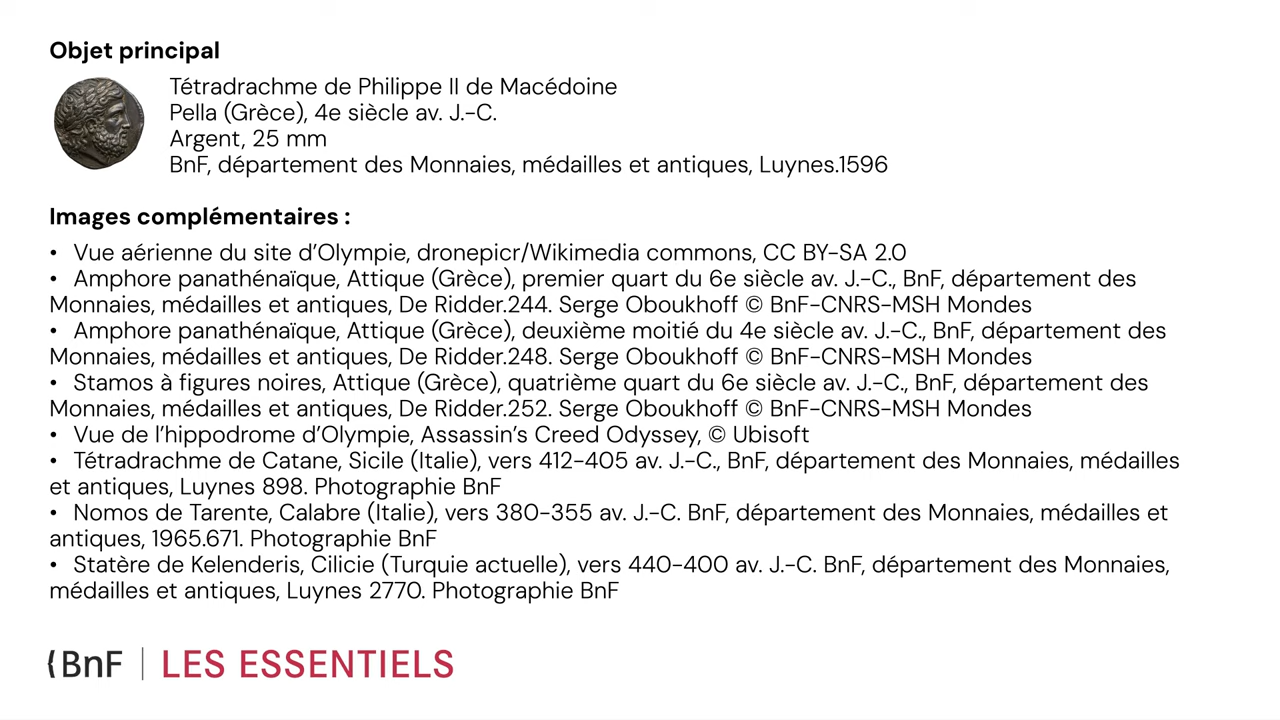 Objet principal
Tétradrachme de Philippe II de Macédoine
Pella (Grèce), 4e siècle av. J.-C.
Argent, 25 mm
BnF, département des Monnaies, médailles et antiques, Luynes.1596
Images complémentaires :
• Vue aérienne du site d’Olympie, dronepicr/Wikimedia commons, CC BY-SA 2.0
• Amphore panathénaïque, Attique (Grèce), premier quart du 6e siècle av. J.-C., BnF, département des
Monnaies, médailles et antiques, De Ridder.244. Serge Oboukhoff © BnF-CNRS-MSH Mondes
• Amphore panathénaïque, Attique (Grèce), deuxième moitié du 4e siècle av. J.-C., BnF, département des
Monnaies, médailles et antiques, De Ridder.248. Serge Oboukhoff © BnF-CNRS-MSH Mondes
• Stamos à figures noires, Attique (Grèce), quatrième quart du 6e siècle av. J.-C., BnF, département des
Monnaies, médailles et antiques, De Ridder.252. Serge Oboukhoff © BnF-CNRS-MSH Mondes
• Vue de l’hippodrome d’Olympie, Assassin’s Creed Odyssey, © Ubisoft
• Tétradrachme de Catane, Sicile (Italie), vers 412-405 av. J.-C., BnF, département des Monnaies, médailles
et antiques, Luynes 898. Photographie BnF
• Nomos de Tarente, Calabre (Italie), vers 380-355 av. J.-C. BnF, département des Monnaies, médailles et
antiques, 1965.671. Photographie BnF
• Statère de Kelenderis, Cilicie (Turquie actuelle), vers 440-400 av. J.-C. BnF, département des Monnaies,
médailles et antiques, Luynes 2770. Photographie BnF
{BnF | LES ESSENTIELS